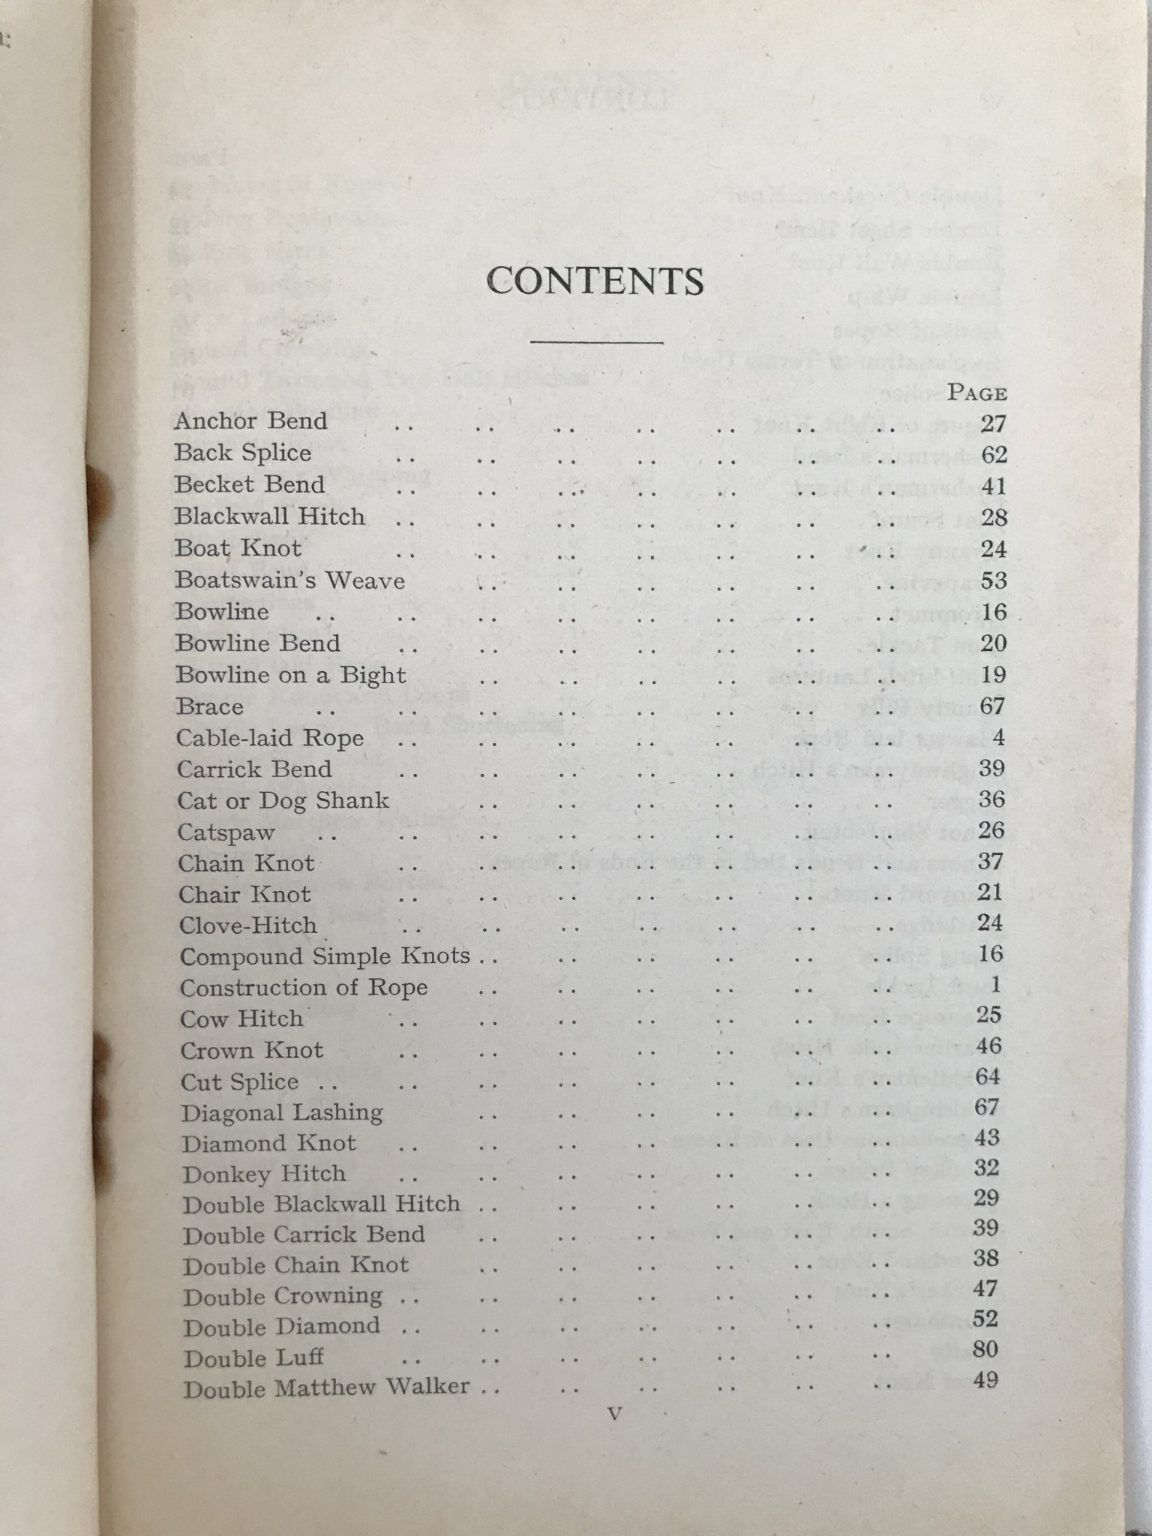 CONTENTS
PAGE
Anchor Bend .. .. .. .. .. .. .. 27
Back Splice .. .. .. .. .. .. .. 62
Becket Bend .. .. .. .. .. .. .. 41
Blackwall Hitch .. .. .. .. .. .. .. 28
Boat Knot .. .. .. .. .. .. .. 24
Boatswain's Weave .. .. .. .. .. .. 53
Bowline .. .. .. .. .. .. .. .. 16
Bowline Bend .. .. .. .. .. .. .. 20
Bowline on a Bight .. .. .. .. .. .. 19
Brace .. .. .. .. .. .. .. .. 67
Cable-laid Rope .. .. .. .. .. .. .. 4
Carrick Bend .. .. .. .. .. .. .. 39
Cat or Dog Shank .. .. .. .. .. .. 36
Catspaw .. .. .. .. .. .. .. .. 26
Chain Knot .. .. .. .. .. .. .. 37
Chair Knot .. .. .. .. .. .. .. 21
Clove-Hitch .. .. .. .. .. .. .. 24
Compound Simple Knots .. .. .. .. .. .. 16
Construction of Rope .. .. .. .. .. .. 1
Cow Hitch .. .. .. .. .. .. .. 25
Crown Knot .. .. .. .. .. .. .. 46
Cut Splice .. .. .. .. .. .. .. .. 64
Diagonal Lashing .. .. .. .. .. .. 67
Diamond Knot .. .. .. .. .. .. .. 43
Donkey Hitch .. .. .. .. .. .. .. 32
Double Blackwall Hitch .. .. .. .. .. .. 29
Double Carrick Bend .. .. .. .. .. .. 39
Double Chain Knot .. .. .. .. .. .. 38
Double Crowning .. .. .. .. .. .. .. 47
Double Diamond .. .. .. .. .. .. .. 52
Double Luff .. .. .. .. .. .. .. 80
Double Matthew Walker .. .. .. .. .. .. 49
V